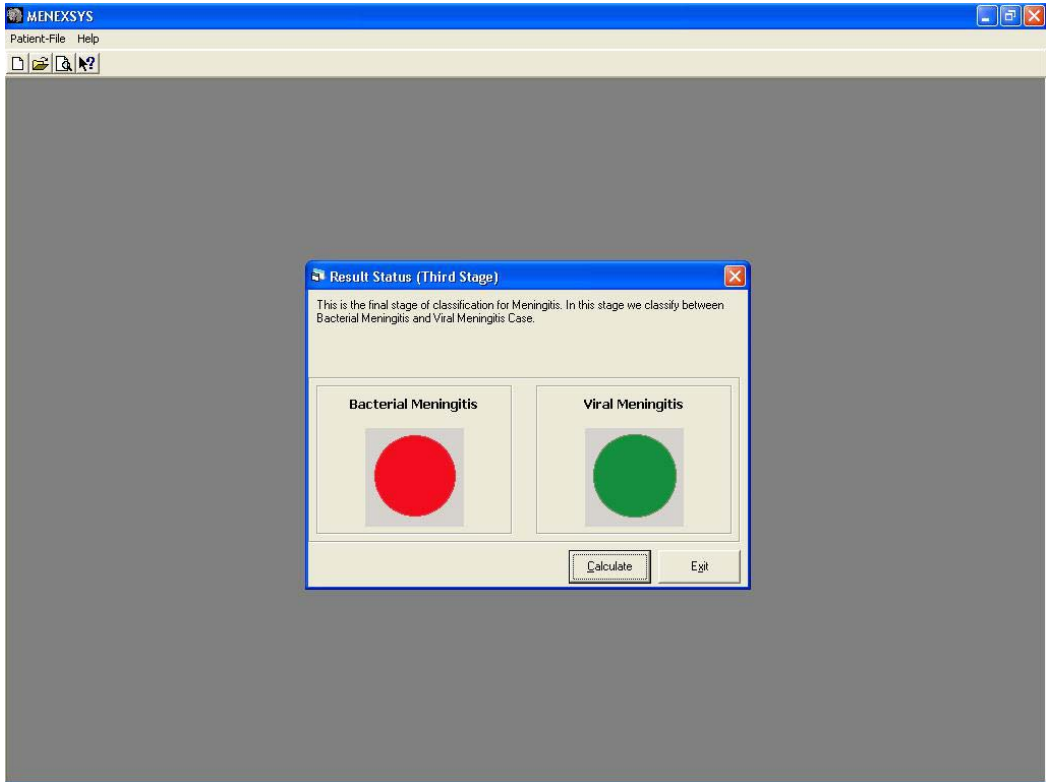 MENEXSYS
Patient-File Help
Result Status (Third Stage)
This is the final stage of classification for Meningitis. In this stage we classify between
Bacterial Meningitis and Viral Meningitis Case.
Bacterial Meningitis Viral Meningitis
Calculate Exit